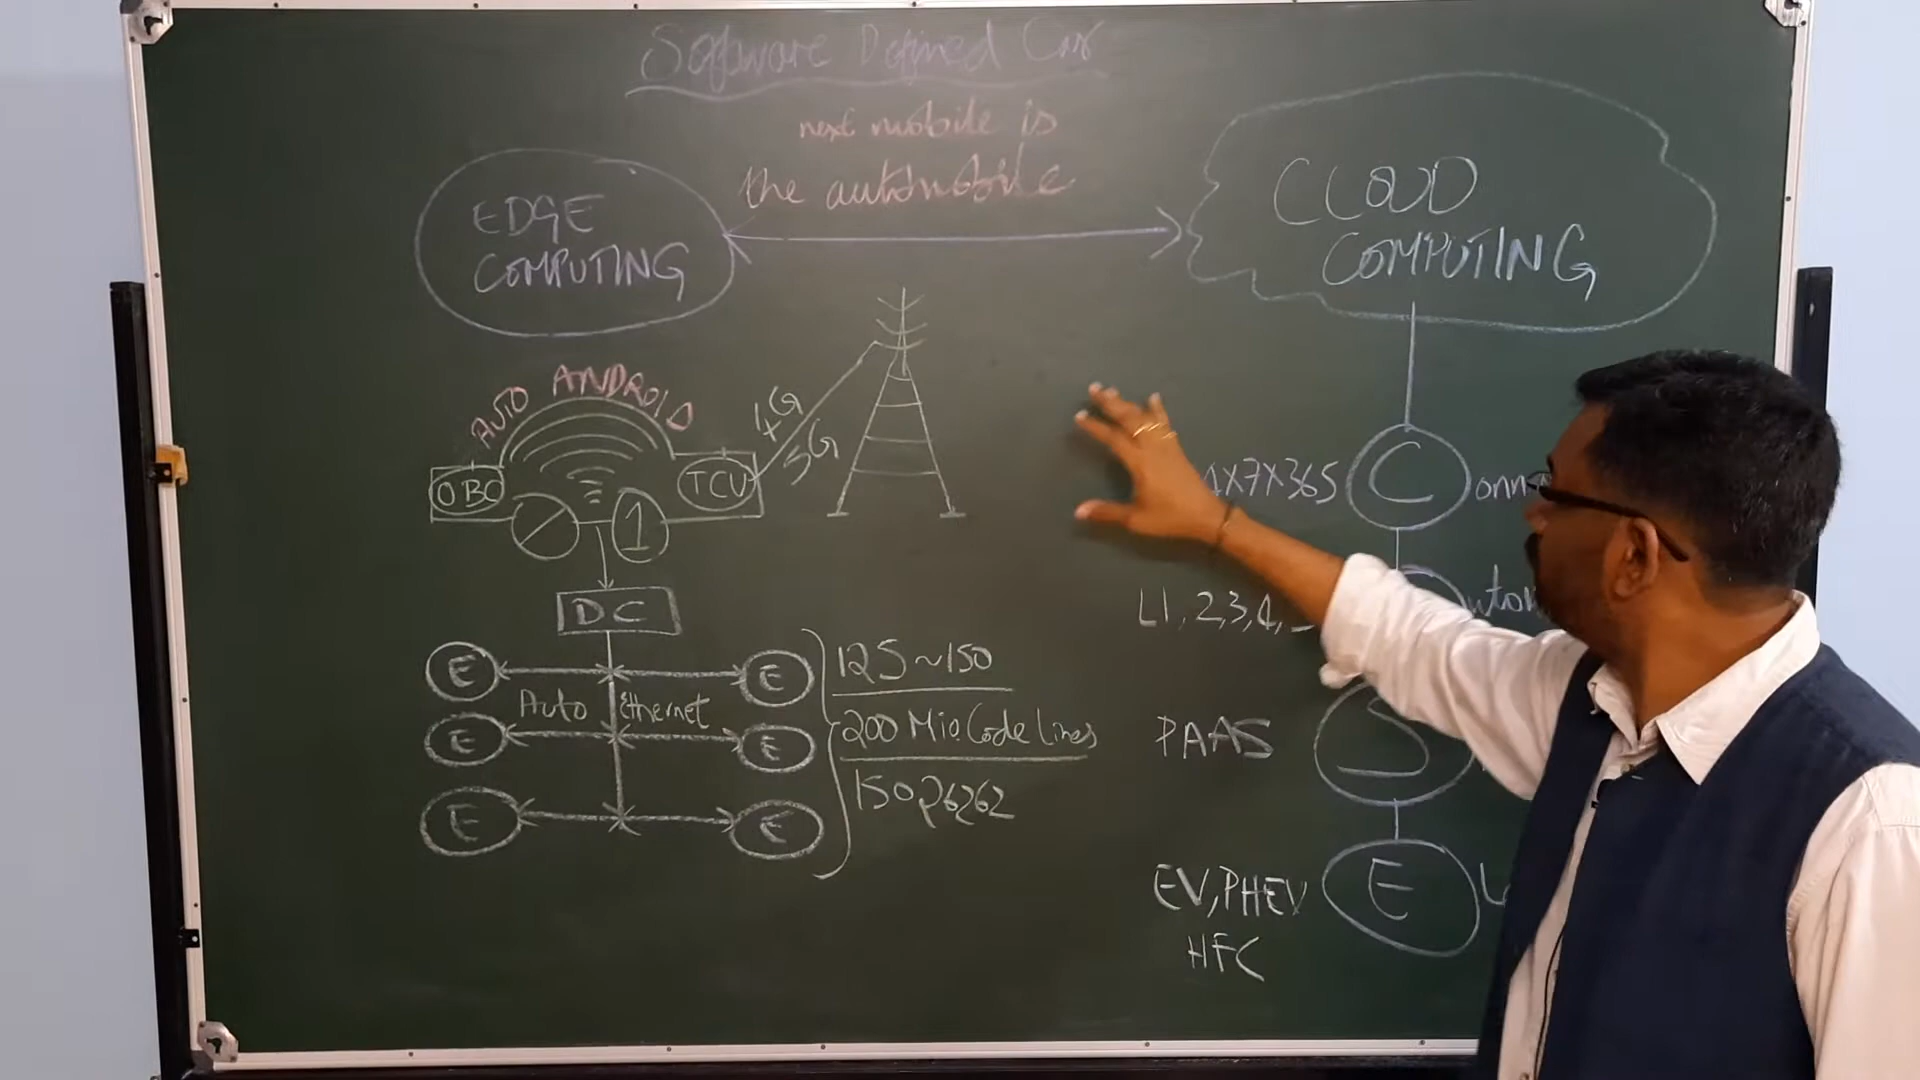 Software Defined Car
next mobile is
the automobile
EDGE
COMPUTING
CLOUD
COMPUTING
AUTO ANDROID
4G
5G
OBC
TCU
1
DC
E
E
Auto Ethernet
E
E
E
E
125~150
200 Mio. Code Lines
ISO 26262
4X7X365
C
onn
L1, 2, 3, 4,
uton
PAAS
S
EV, PHEV
HFC
E